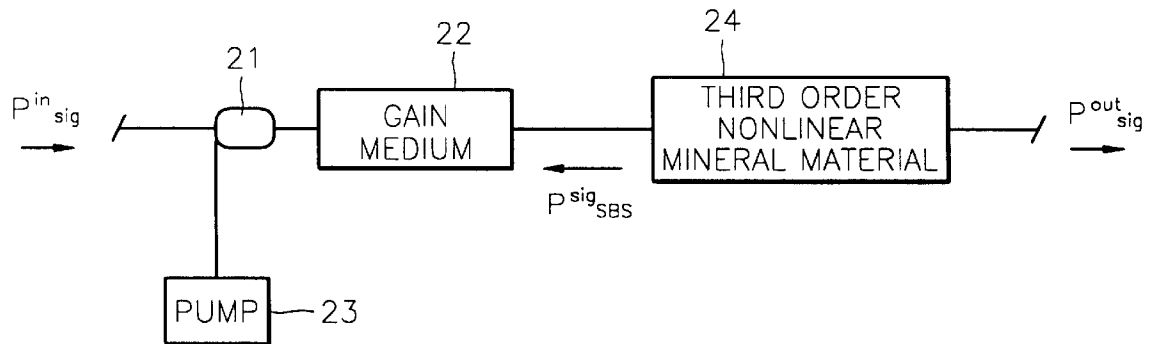 21
22
24
P^in_sig
GAIN
MEDIUM
THIRD ORDER
NONLINEAR
MINERAL MATERIAL
P^out_sig
P^sig_SBS
PUMP
23